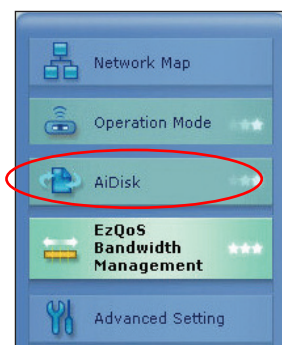 Network Map
Operation Mode
AiDisk
EzQoS
Bandwidth
Management
Advanced Setting